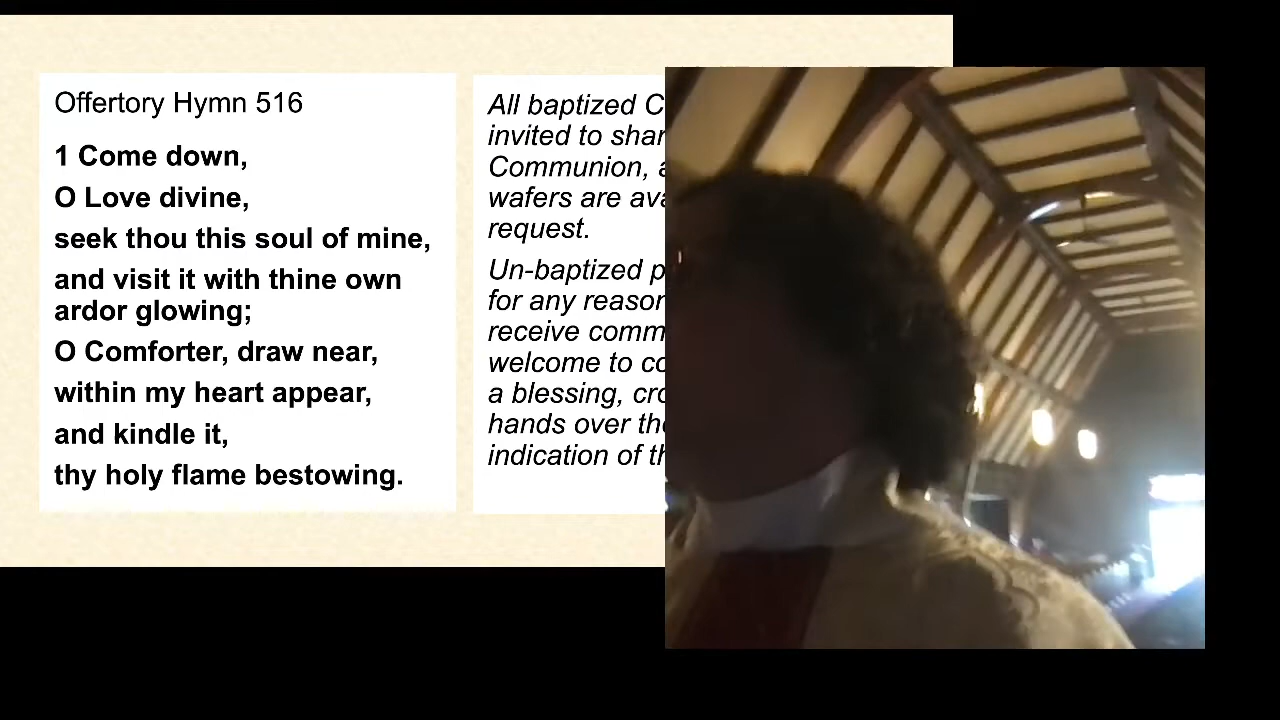 Offertory Hymn 516
1 Come down,
O Love divine,
seek thou this soul of mine,
and visit it with thine own
ardor glowing;
O Comforter, draw near,
within my heart appear,
and kindle it,
thy holy flame bestowing.
All baptized C
invited to shar
Communion, a
wafers are ava
request.
Un-baptized p
for any reason
receive comm
welcome to co
a blessing, cro
hands over the
indication of th